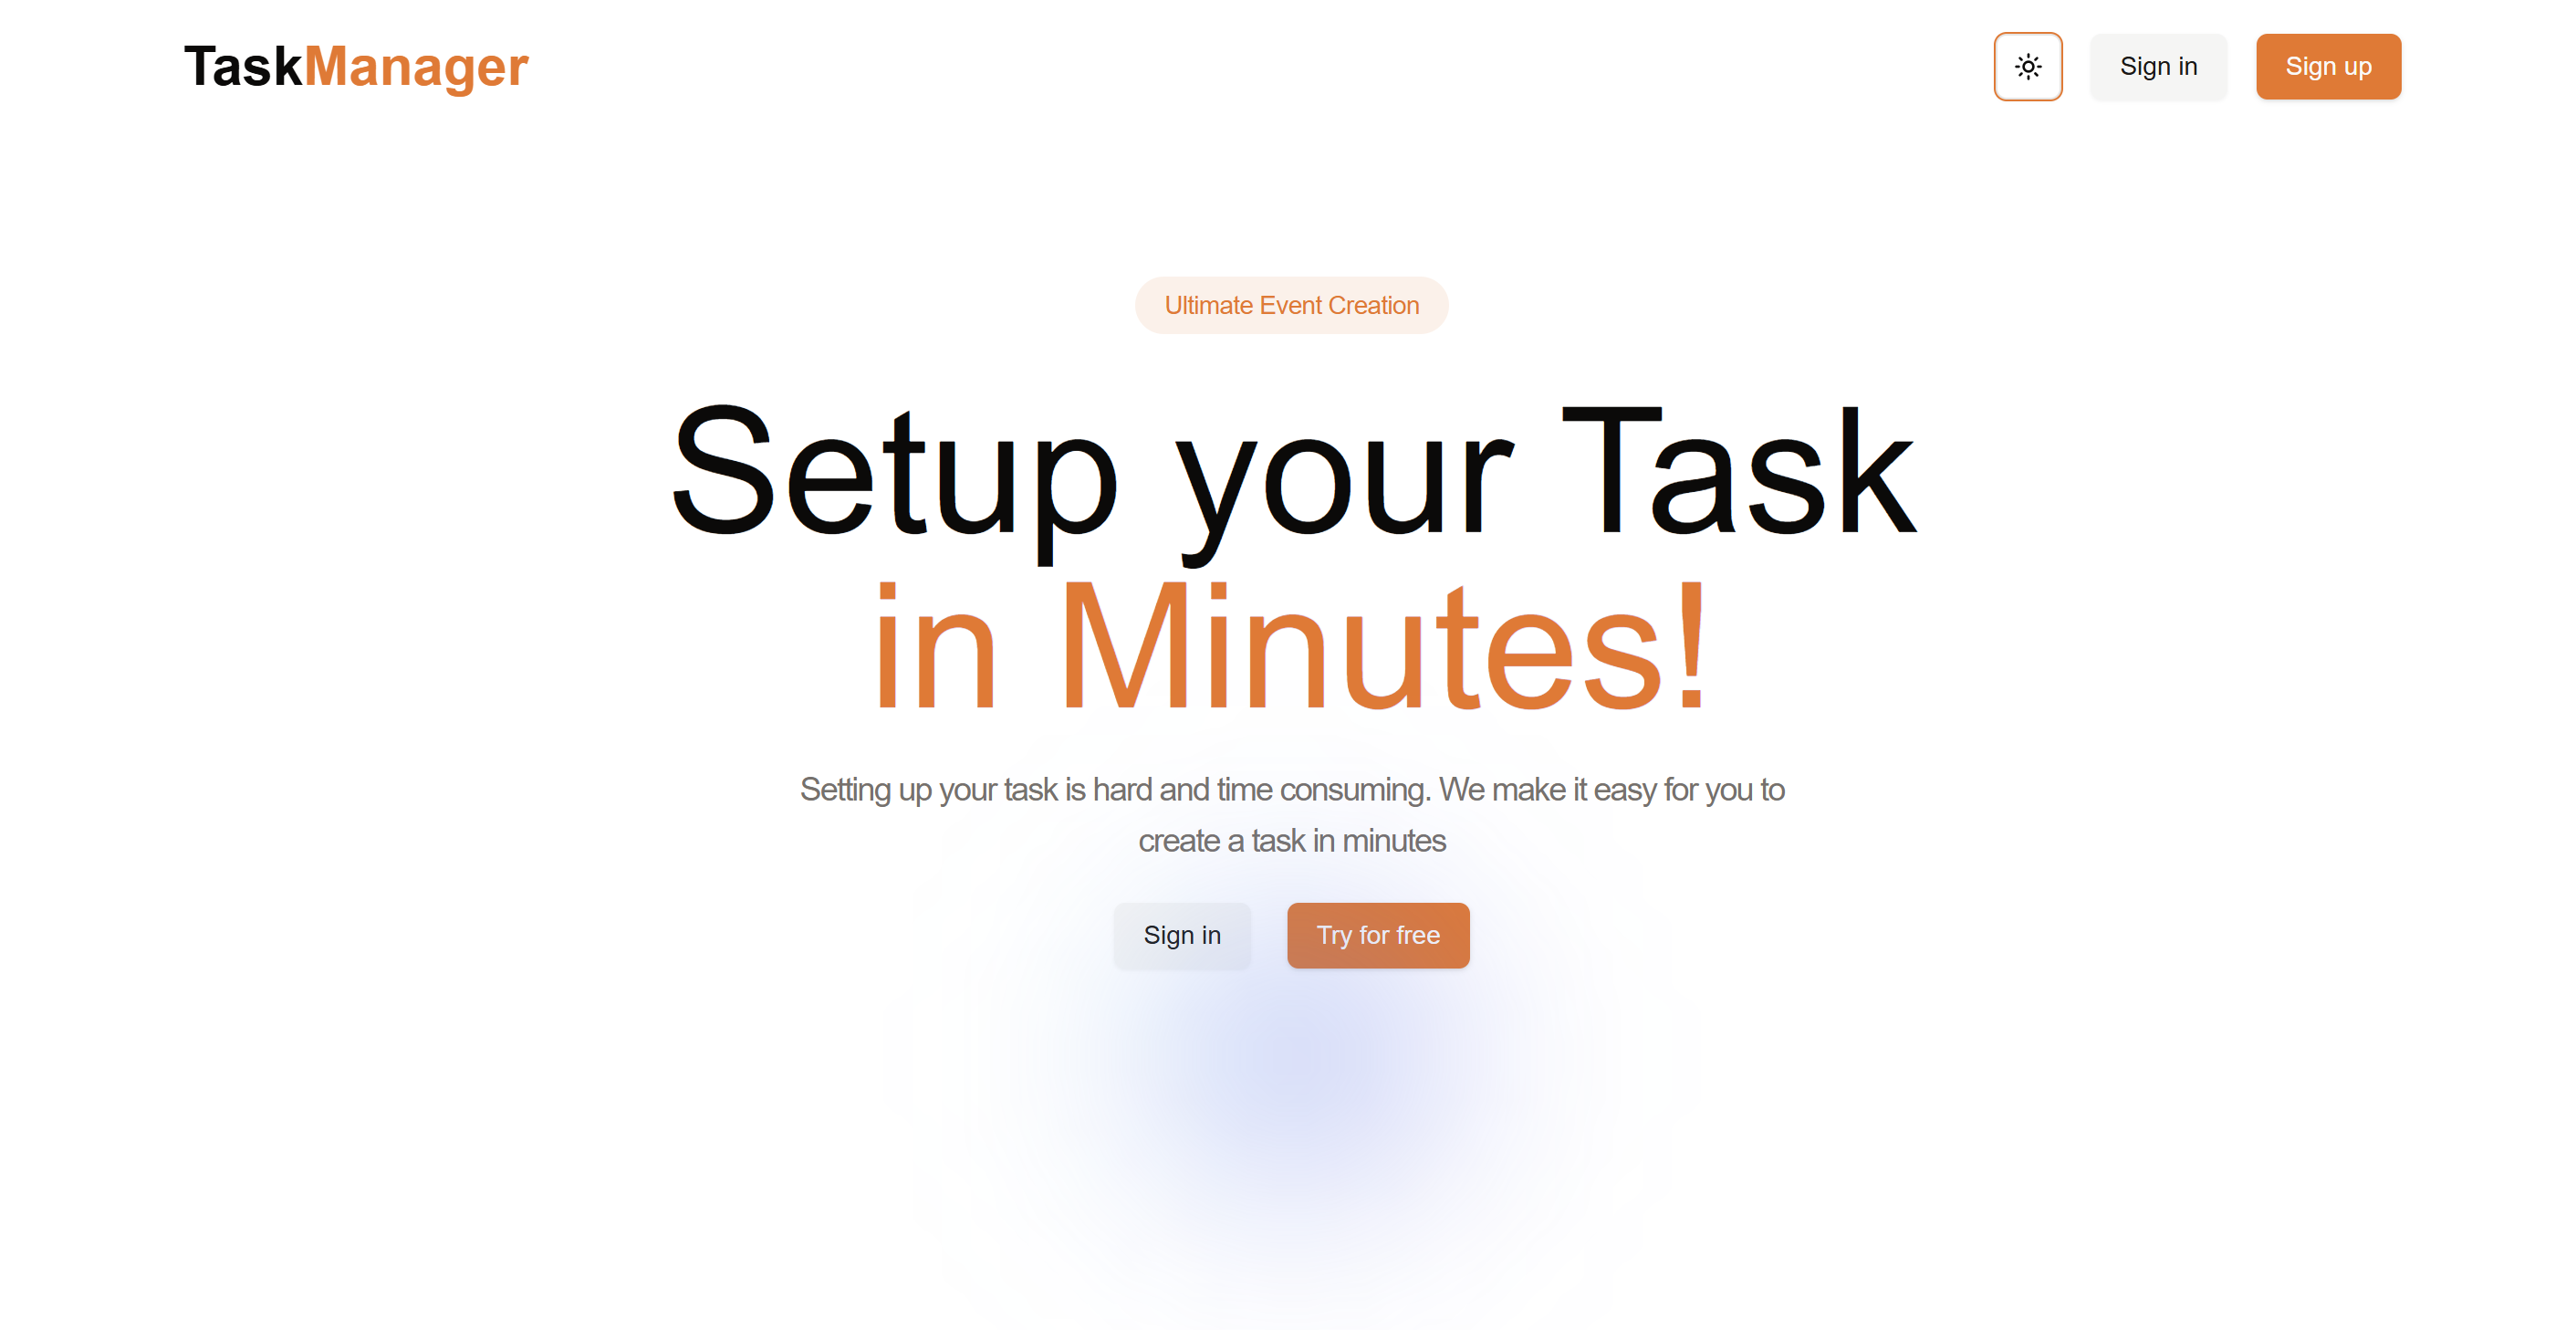 TaskManager
Sign in
Sign up
Ultimate Event Creation
Setup your Task
in Minutes!
Setting up your task is hard and time consuming. We make it easy for you to
create a task in minutes
Sign in
Try for free